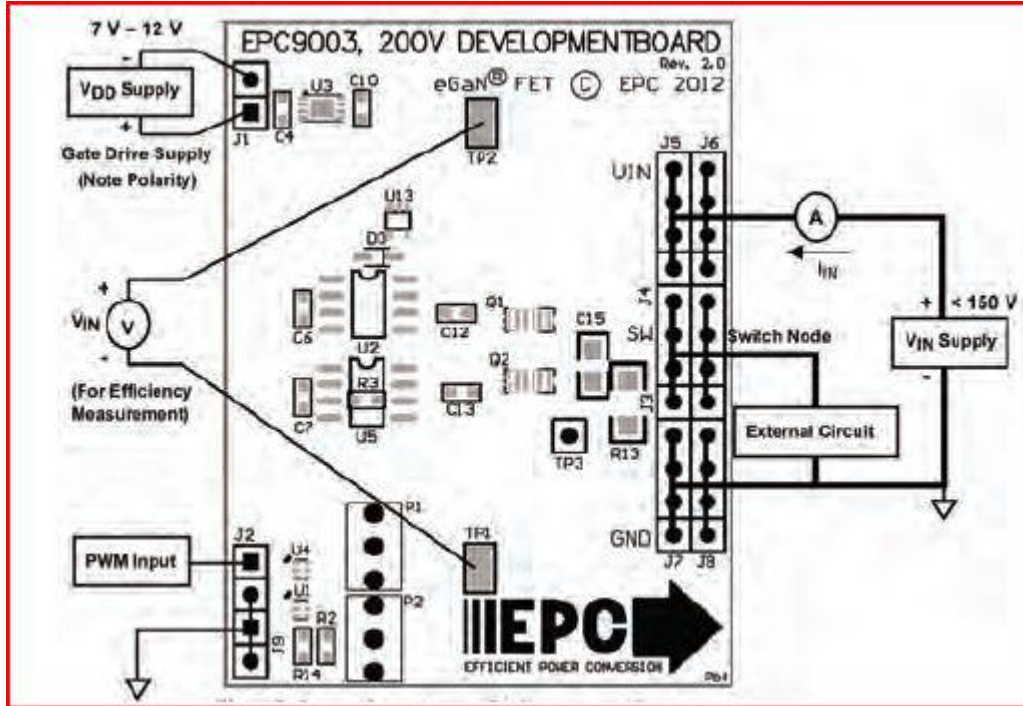 7 V – 12 V
-
VDD Supply
+
Gate Drive Supply
(Note Polarity)
EPC9003, 200V DEVELOPMENTBOARD
Rev. 2.0
eGaN® FET © EPC 2012
J1
C4
U3
C10
TP2
J5
J6
VIN
U13
D3
A
IIN
+
VIN
V
-
(For Efficiency
Measurement)
C6
U2
C12
Q1
C15
J4
SW
Switch Node
+
< 150 V
VIN Supply
-
C7
R3
U5
C13
Q2
J3
TP3
R13
External Circuit
GND
J7
J8
PWM Input
J2
J9
U4
U1
R14
R2
P1
P2
TP1
EPC
EFFICIENT POWER CONVERSION